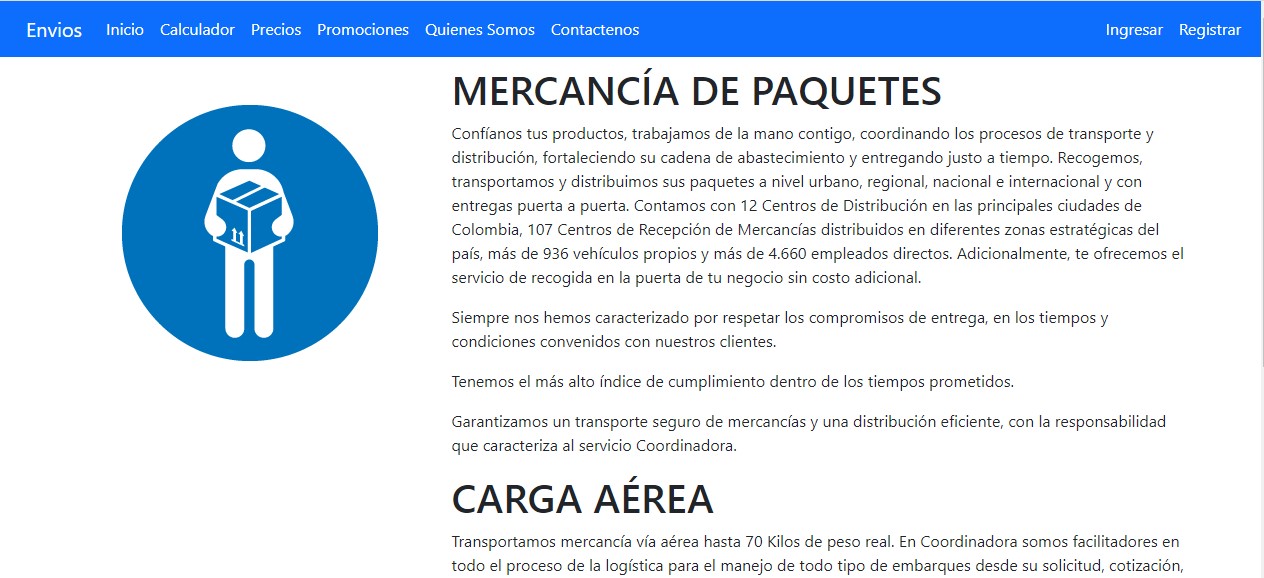 Envios Inicio Calculador Precios Promociones Quienes Somos Contactenos Ingresar Registrar
MERCANCÍA DE PAQUETES
Confíanos tus productos, trabajamos de la mano contigo, coordinando los procesos de transporte y
distribución, fortaleciendo su cadena de abastecimiento y entregando justo a tiempo. Recogemos,
transportamos y distribuimos sus paquetes a nivel urbano, regional, nacional e internacional y con
entregas puerta a puerta. Contamos con 12 Centros de Distribución en las principales ciudades de
Colombia, 107 Centros de Recepción de Mercancías distribuidos en diferentes zonas estratégicas del
país, más de 936 vehículos propios y más de 4.660 empleados directos. Adicionalmente, te ofrecemos el
servicio de recogida en la puerta de tu negocio sin costo adicional.
Siempre nos hemos caracterizado por respetar los compromisos de entrega, en los tiempos y
condiciones convenidos con nuestros clientes.
Tenemos el más alto índice de cumplimiento dentro de los tiempos prometidos.
Garantizamos un transporte seguro de mercancías y una distribución eficiente, con la responsabilidad
que caracteriza al servicio Coordinadora.
CARGA AÉREA
Transportamos mercancía vía aérea hasta 70 Kilos de peso real. En Coordinadora somos facilitadores en
todo el proceso de la logística para el manejo de todo tipo de embarques desde su solicitud, cotización,